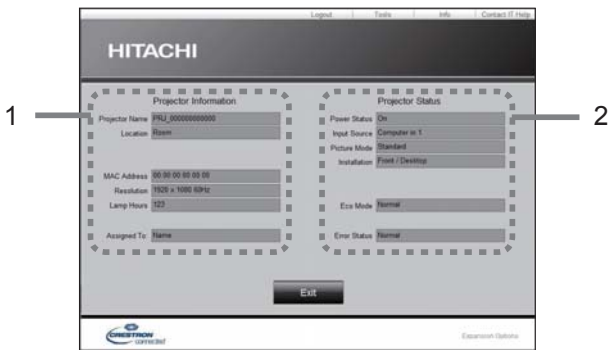 Logout Tools Info Contact IT Help
HITACHI
1
2
Projector Information
Projector Name PRJ_000000000000
Location Room
MAC Address 00:00:00:00:00:00
Resolution 1920 x 1080 60Hz
Lamp Hours 123
Assigned To: Name
Projector Status
Power Status On
Input Source Computer in 1
Picture Mode Standard
Installation Front / Desktop
Eco Mode Normal
Error Status Normal
Exit
CRESTRON
connected
Expansion Options